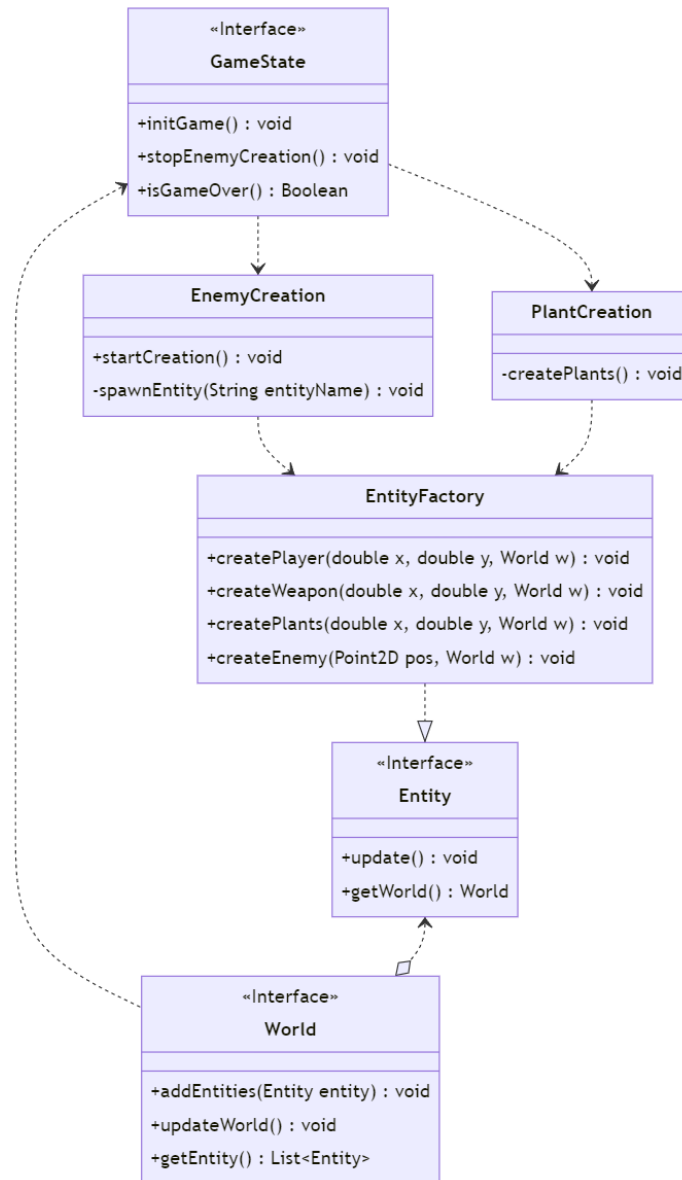 «Interface»
GameState
+initGame() : void
+stopEnemyCreation() : void
+isGameOver() : Boolean
EnemyCreation
+startCreation() : void
-spawnEntity(String entityName) : void
PlantCreation
-createPlants() : void
EntityFactory
+createPlayer(double x, double y, World w) : void
+createWeapon(double x, double y, World w) : void
+createPlants(double x, double y, World w) : void
+createEnemy(Point2D pos, World w) : void
«Interface»
Entity
+update() : void
+getWorld() : World
«Interface»
World
+addEntities(Entity entity) : void
+updateWorld() : void
+getEntity() : List<Entity>